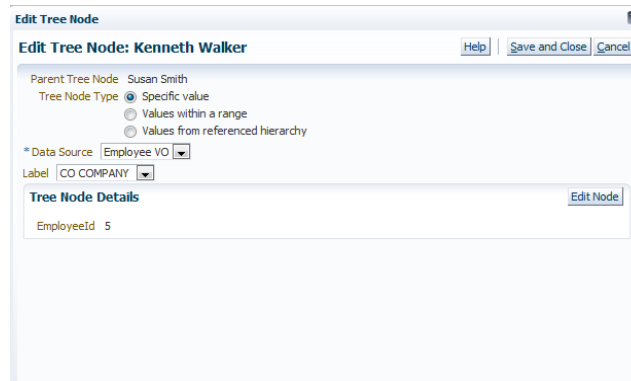 Edit Tree Node
Edit Tree Node: Kenneth Walker Help Save and Close Cancel
Parent Tree Node Susan Smith
Tree Node Type Specific value
Values within a range
Values from referenced hierarchy
* Data Source Employee VO
Label CO COMPANY
Tree Node Details Edit Node
EmployeeId 5